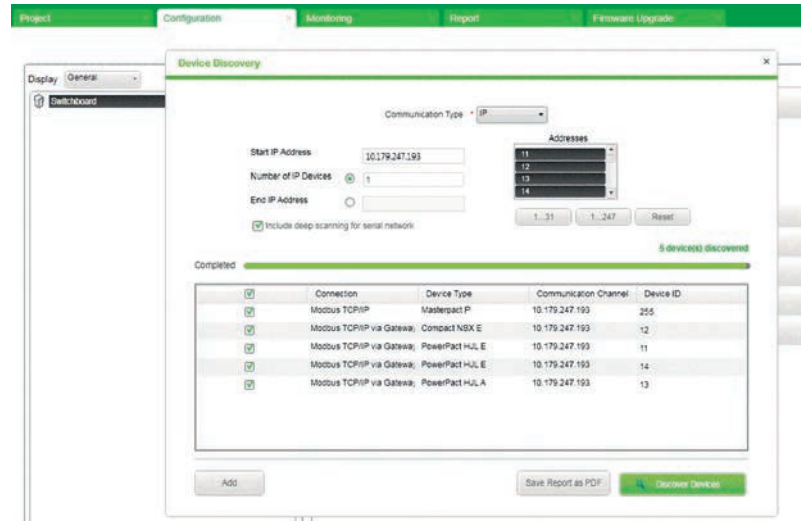 Project Configuration × Monitoring Report Firmware Upgrade
Device Discovery ×
Display General
Switchboard
Communication Type * IP
Addresses
Start IP Address 10.179.247.193 11
Number of IP Devices 1 12
13
End IP Address 14
Include deep scanning for serial network 1...31 1...247 Reset
5 device(s) discovered
Completed
Connection Device Type Communication Channel Device ID
Modbus TCP/IP Masterpact P 10.179.247.193 255
Modbus TCP/IP via Gateway Compact NSX E 10.179.247.193 12
Modbus TCP/IP via Gateway PowerPact HJL E 10.179.247.193 11
Modbus TCP/IP via Gateway PowerPact HJL E 10.179.247.193 14
Modbus TCP/IP via Gateway PowerPact HJL A 10.179.247.193 13
Add Save Report as PDF Discover Devices